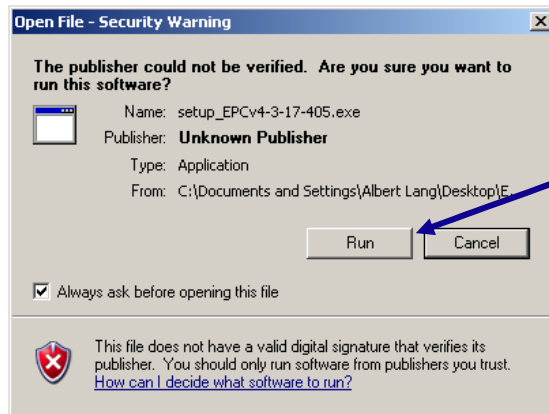 Open File - Security Warning
The publisher could not be verified.  Are you sure you want to
run this software?
Name: setup_EPCv4-3-17-405.exe
Publisher: Unknown Publisher
Type: Application
From: C:\Documents and Settings\Albert Lang\Desktop\E...
Run Cancel
Always ask before opening this file
This file does not have a valid digital signature that verifies its
publisher.  You should only run software from publishers you trust.
How can I decide what software to run?